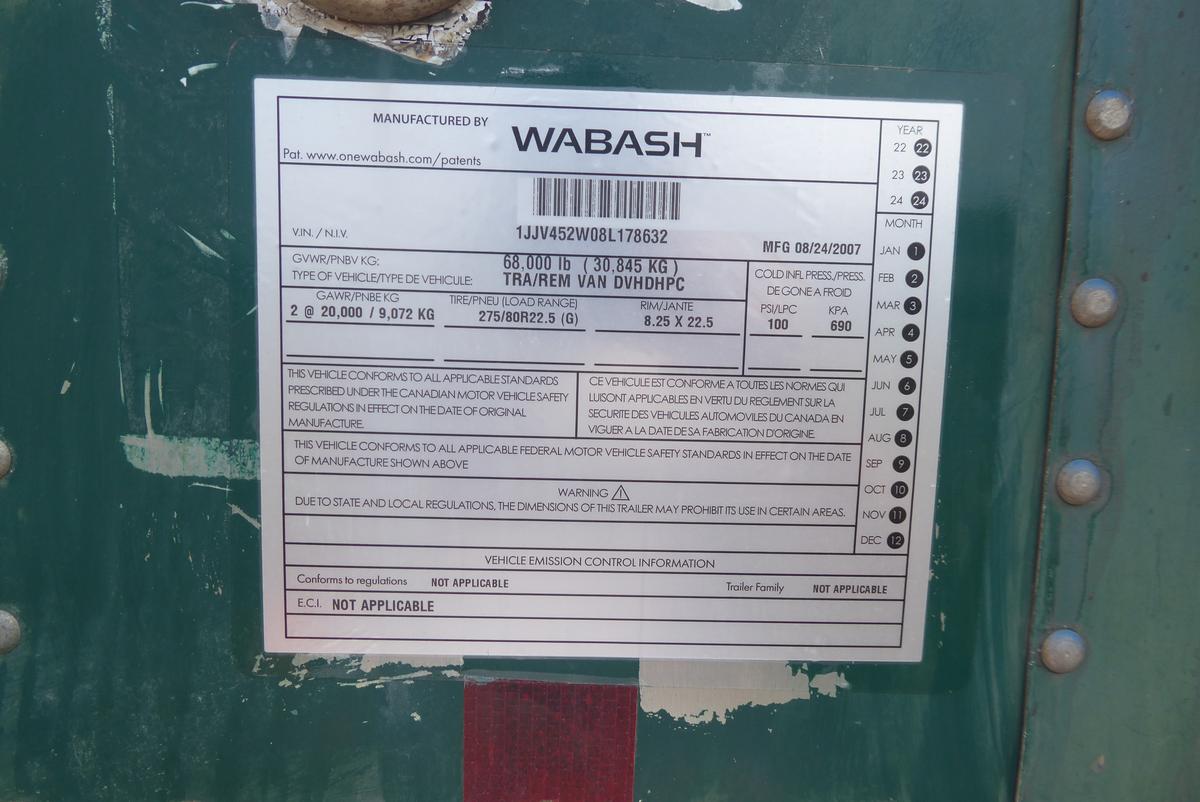 MANUFACTURED BY
WABASH™
Pat. www.onewabash.com/patents
V.IN. / N.I.V.
1JJV452W08L178632
MFG 08/24/2007
GVWR/PNBV KG:
68,000 lb ( 30,845 KG )
TYPE OF VEHICLE/TYPE DE VEHICULE:
TRA/REM VAN DVHDHPC
GAWR/PNBE KG
TIRE/PNEU (LOAD RANGE)
RIM/JANTE
2 @ 20,000 / 9,072 KG
275/80R22.5 (G)
8.25 X 22.5
COLD INFL PRESS,/PRESS.
DE GONE A FROID
PSI/LPC KPA
100 690
THIS VEHICLE CONFORMS TO ALL APPLICABLE STANDARDS
PRESCRIBED UNDER THE CANADIAN MOTOR VEHICLE SAFETY
REGULATIONS IN EFFECT ON THE DATE OF ORIGINAL
MANUFACTURE.
CE VEHICULE EST CONFORME A TOUTES LES NORMES QUI
LUISONT APPLICABLES EN VERTU DU REGLEMENT SUR LA
SECURITE DES VEHICULES AUTOMOVILES DU CANADA EN
VIGUER A LA DATE DE SA FABRICATION D'ORIGINE.
THIS VEHICLE CONFORMS TO ALL APPLICABLE FEDERAL MOTOR VEHICLE SAFETY STANDARDS IN EFFECT ON THE DATE
OF MANUFACTURE SHOWN ABOVE
WARNING
DUE TO STATE AND LOCAL REGULATIONS, THE DIMENSIONS OF THIS TRAILER MAY PROHIBIT ITS USE IN CERTAIN AREAS.
VEHICLE EMISSION CONTROL INFORMATION
Conforms to regulations NOT APPLICABLE
Trailer Family NOT APPLICABLE
E.C.I. NOT APPLICABLE
YEAR
22 22
23 23
24 24
MONTH
JAN 1
FEB 2
MAR 3
APR 4
MAY 5
JUN 6
JUL 7
AUG 8
SEP 9
OCT 10
NOV 11
DEC 12